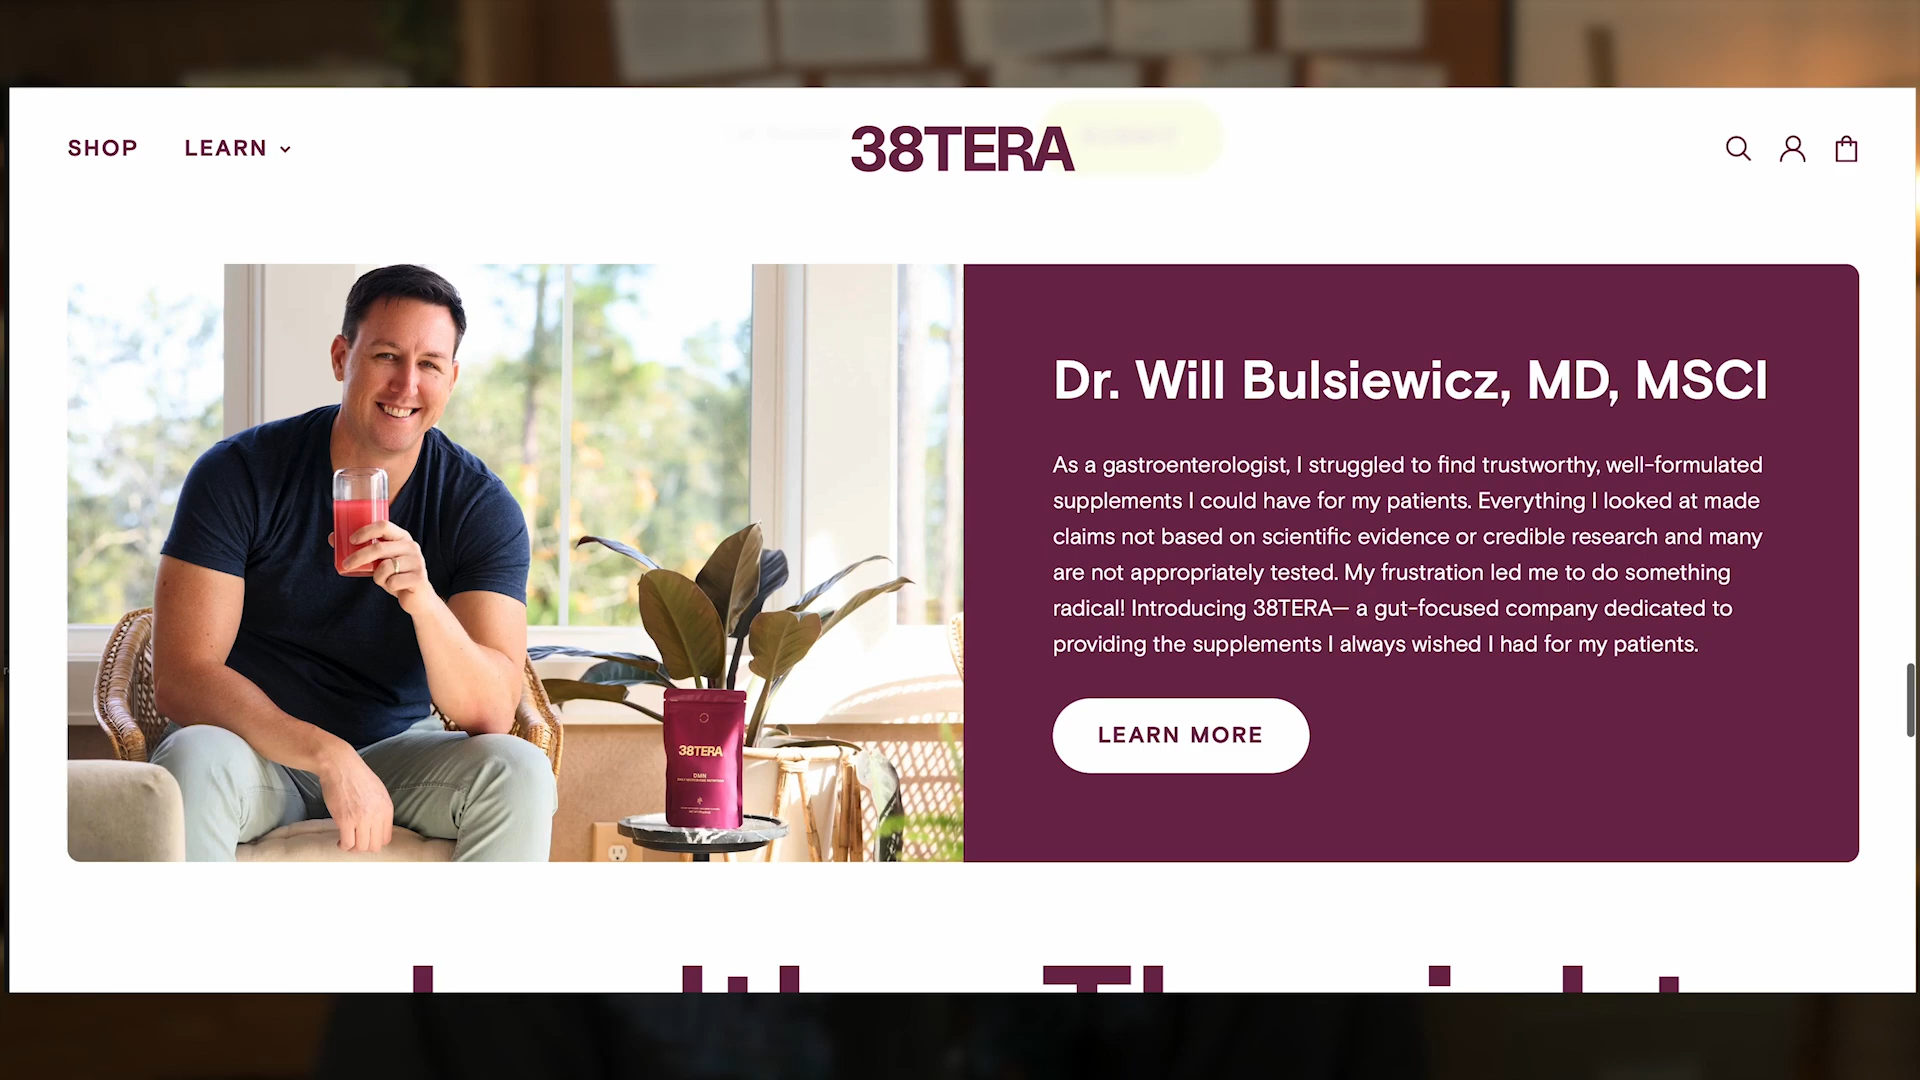 SHOP
LEARN
38TERA
Dr. Will Bulsiewicz, MD, MSCI
As a gastroenterologist, I struggled to find trustworthy, well-formulated
supplements I could have for my patients. Everything I looked at made
claims not based on scientific evidence or credible research and many
are not appropriately tested. My frustration led me to do something
radical! Introducing 38TERA— a gut-focused company dedicated to
providing the supplements I always wished I had for my patients.
LEARN MORE
38TERA
DMN